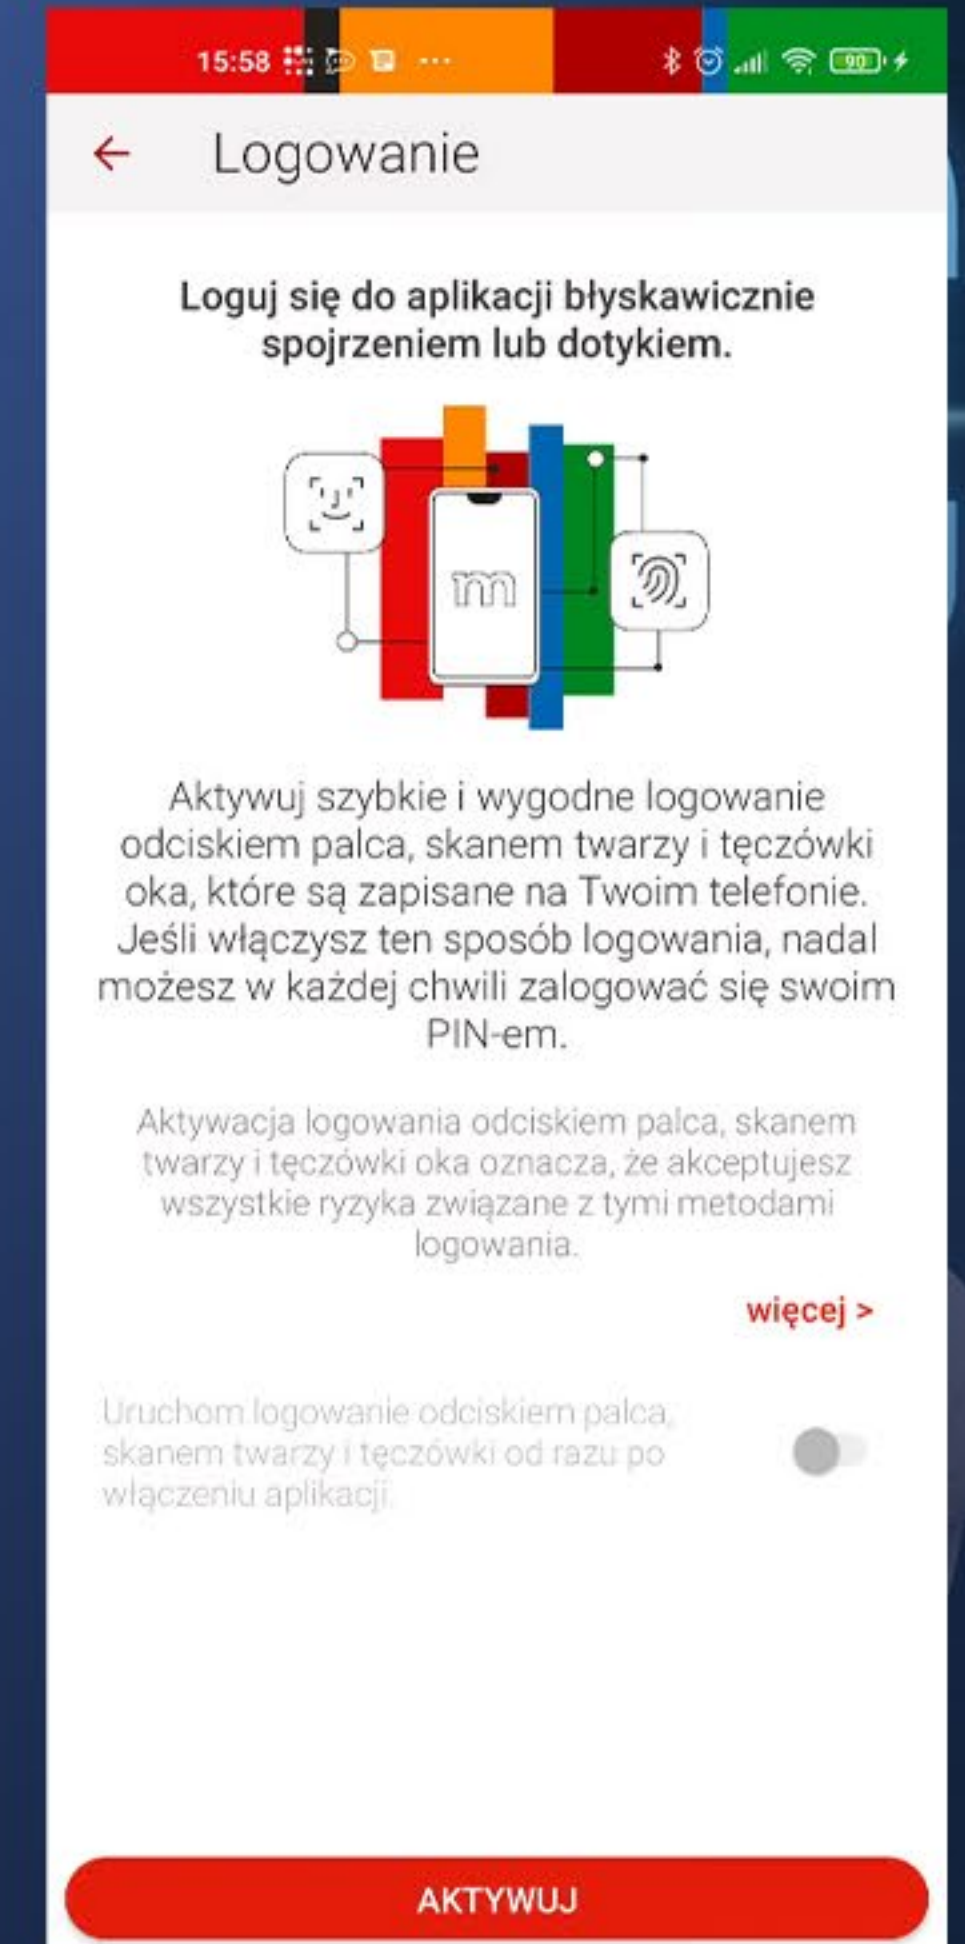 15:58
90
Logowanie
Loguj się do aplikacji błyskawicznie
spojrzeniem lub dotykiem.
m
Aktywuj szybkie i wygodne logowanie
odciskiem palca, skanem twarzy i tęczówki
oka, które są zapisane na Twoim telefonie.
Jeśli włączysz ten sposób logowania, nadal
możesz w każdej chwili zalogować się swoim
PIN-em.
Aktywacja logowania odciskiem palca, skanem
twarzy i tęczówki oka oznacza, że akceptujesz
wszystkie ryzyka związane z tymi metodami
logowania.
więcej >
Uruchom logowanie odciskiem palca,
skanem twarzy i tęczówki od razu po
włączeniu aplikacji.
AKTYWUJ